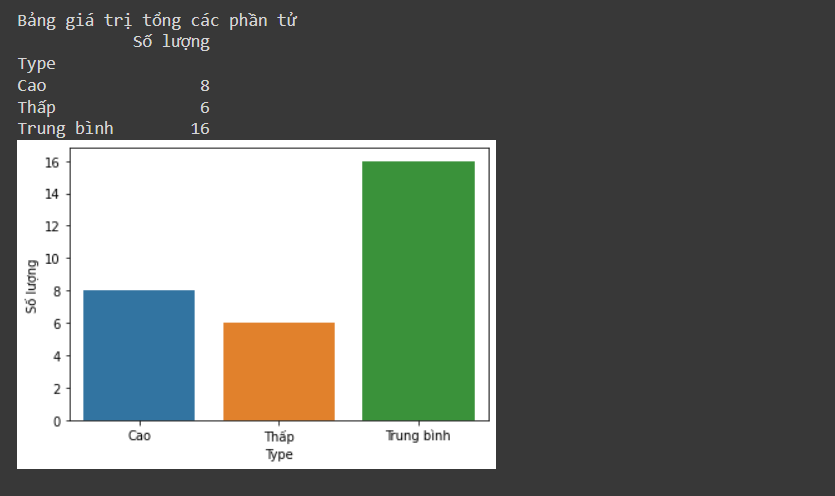 Bảng giá trị tổng các phần tử
Số lượng
Type
Cao 8
Thấp 6
Trung bình 16
16
14
12
10
8
6
4
2
0
Số lượng
Cao Thấp Trung bình
Type